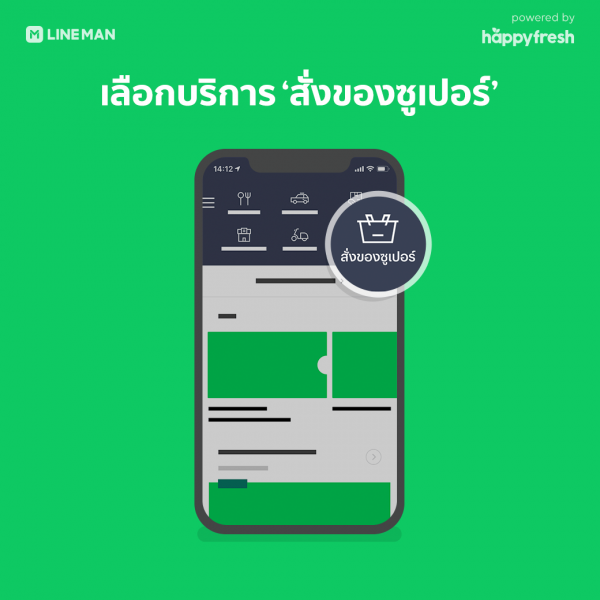 LINE MAN
powered by
happyfresh
เลือกบริการ ‘สั่งของซูเปอร์’
14:12
สั่งของซูเปอร์